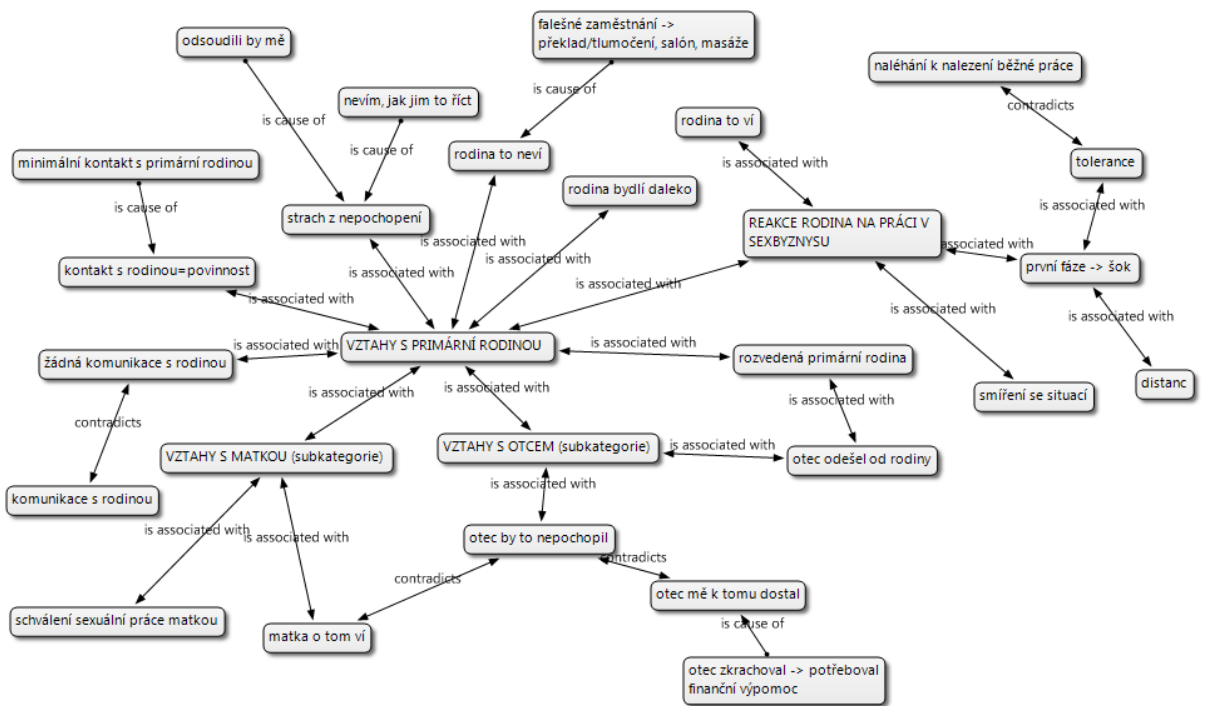 falešné zaměstnání ->
překlad/tlumočení, salón, masáže
odsoudili by mě
naléhání k nalezení běžné práce
is cause of
nevím, jak jim to říct
contradicts
is cause of
rodina to ví
is cause of
rodina to neví
is associated with
tolerance
minimální kontakt s primární rodinou
rodina bydlí daleko
is cause of
strach z nepochopení
is associated with
REAKCE RODINA NA PRÁCI V
SEXBYZNYSU
is associated with
is associated with
associated with
kontakt s rodinou=povinnost
is associated with
is associated with
první fáze -> šok
is associated with
is associated with
is associated with
is associated with
VZTAHY S PRIMÁRNÍ RODINOU
is associated with
is associated with
žádná komunikace s rodinou
rozvedená primární rodina
is associated with
is associated with
distanc
smíření se situací
is associated with
contradicts
VZTAHY S MATKOU (subkategorie)
VZTAHY S OTCEM (subkategorie)
is associated with
otec odešel od rodiny
komunikace s rodinou
is associated with
is associated with
is associated with
otec by to nepochopil
contradicts
contradicts
otec mě k tomu dostal
schválení sexuální práce matkou
matka o tom ví
is cause of
otec zkrachoval -> potřeboval
finanční výpomoc